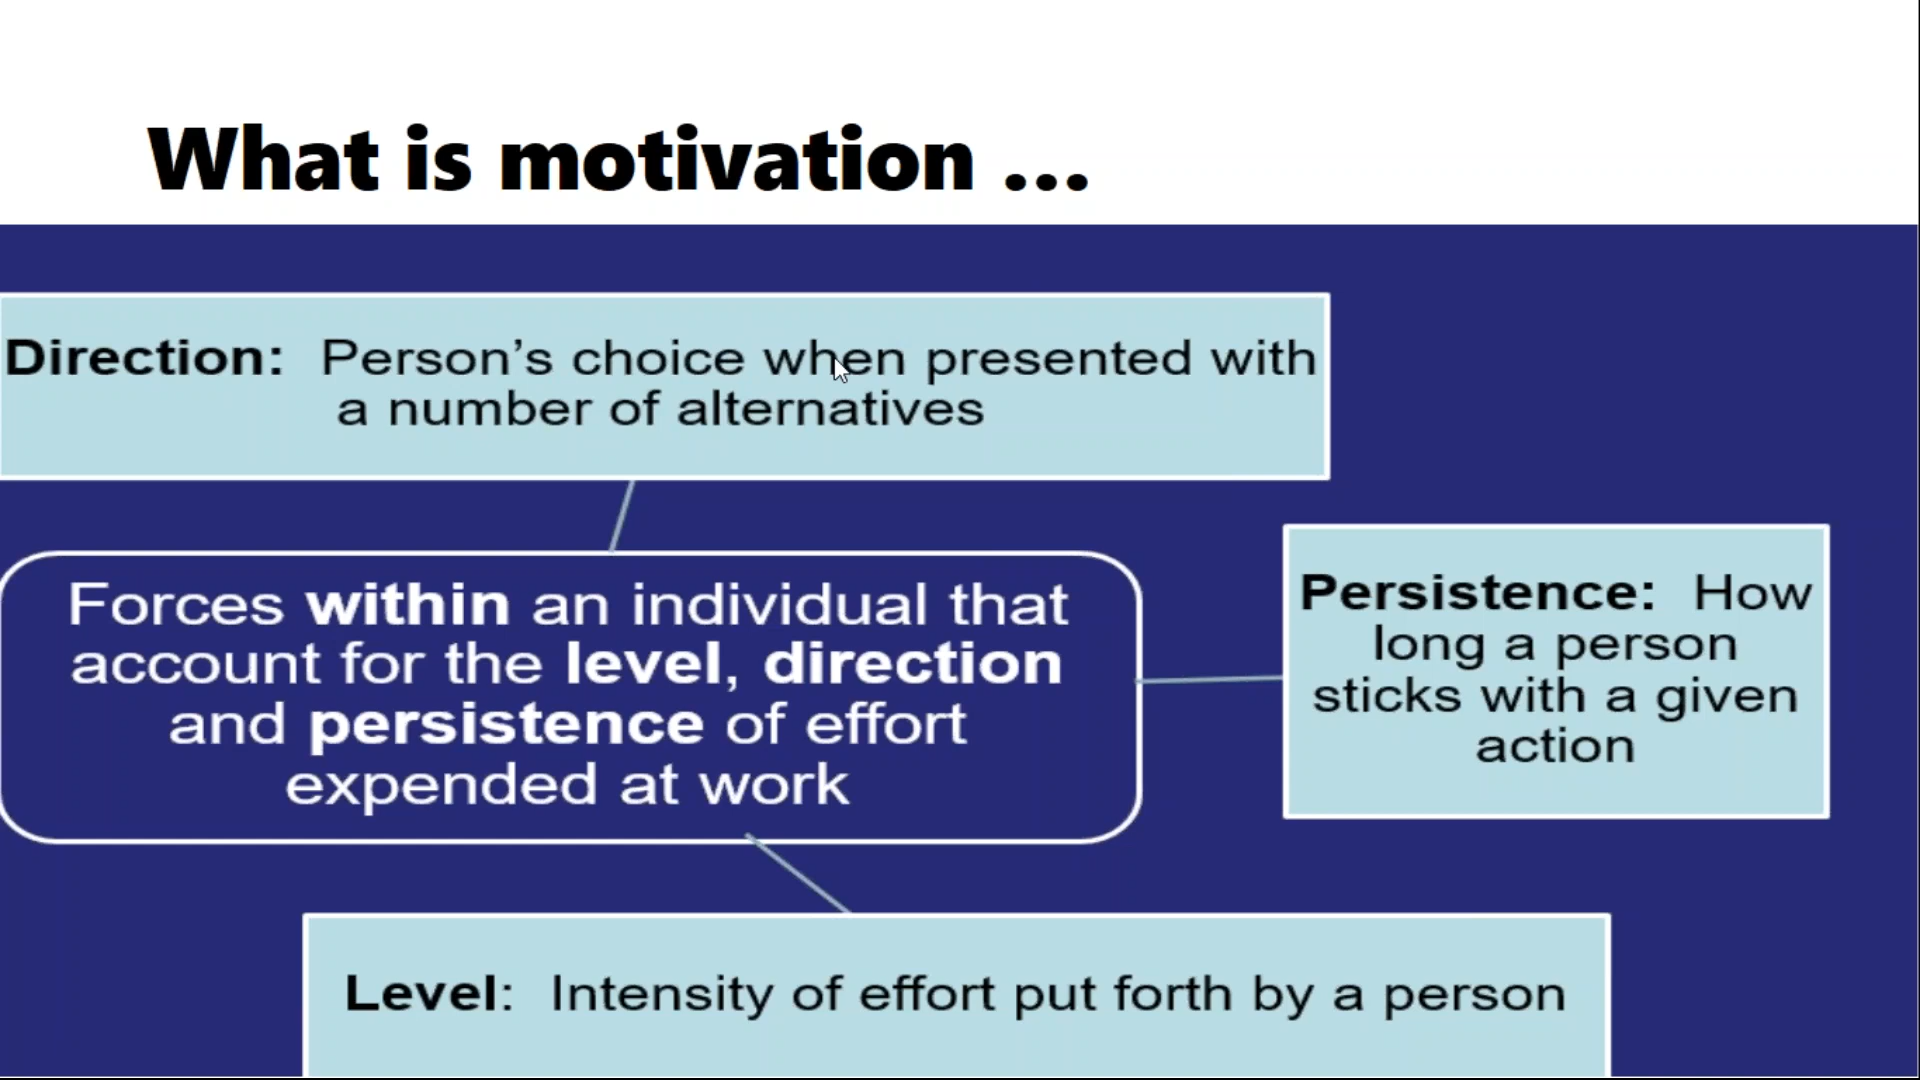 What is motivation ...
Direction: Person's choice when presented with
a number of alternatives
Forces within an individual that
account for the level, direction
and persistence of effort
expended at work
Persistence: How
long a person
sticks with a given
action
Level: Intensity of effort put forth by a person